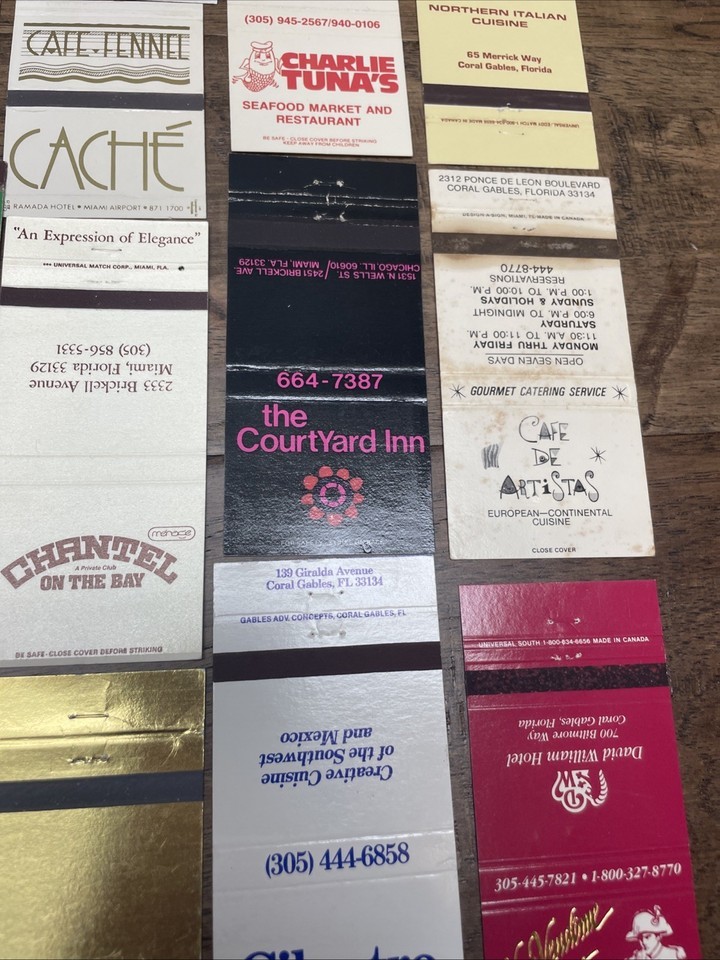 CAFE FENNEL
CACHÉ
RAMADA HOTEL • MIAMI AIRPORT • 871-1700
(305) 945-2567/940-0106
CHARLIE
TUNA'S
SEAFOOD MARKET AND
RESTAURANT
BE SAFE - CLOSE COVER BEFORE STRIKING
KEEP AWAY FROM CHILDREN
NORTHERN ITALIAN
CUISINE
65 Merrick Way
Coral Gables, Florida
"An Expression of Elegance"
UNIVERSAL MATCH CORP., MIAMI, FLA.
2333 Brickell Avenue
Miami, Florida 33129
(305) 856-5331
ménage
CHANTEL
A Private Club
ON THE BAY
BE SAFE-CLOSE COVER BEFORE STRIKING
1531 N. WELLS ST. / 2451 BRICKELL AVE.
CHICAGO, ILL. 60610 / MIAMI, FLA. 33129
664-7387
the
CourtYard Inn
2312 PONCE DE LEON BOULEVARD
CORAL GABLES, FLORIDA 33134
OPEN SEVEN DAYS
MONDAY THRU FRIDAY
11:30 A.M. TO 11:00 P.M.
SATURDAY
6:00 P.M. TO MIDNIGHT
SUNDAY & HOLIDAYS
1:00 P.M. TO 10:00 P.M.
RESERVATIONS
444-8770
GOURMET CATERING SERVICE
CAFE
DE
ARTISTAS
EUROPEAN—CONTINENTAL
CUISINE
CLOSE COVER
139 Giralda Avenue
Coral Gables, FL 33134
GABLES ADV. CONCEPTS, CORAL GABLES, FL
Creative Cuisine
of the Southwest
and Mexico
(305) 444-6858
UNIVERSAL SOUTH 1-800-634-6656 MADE IN CANADA
David William Hotel
700 Biltmore Way
Coral Gables, Florida
305-445-7821 • 1-800-327-8770